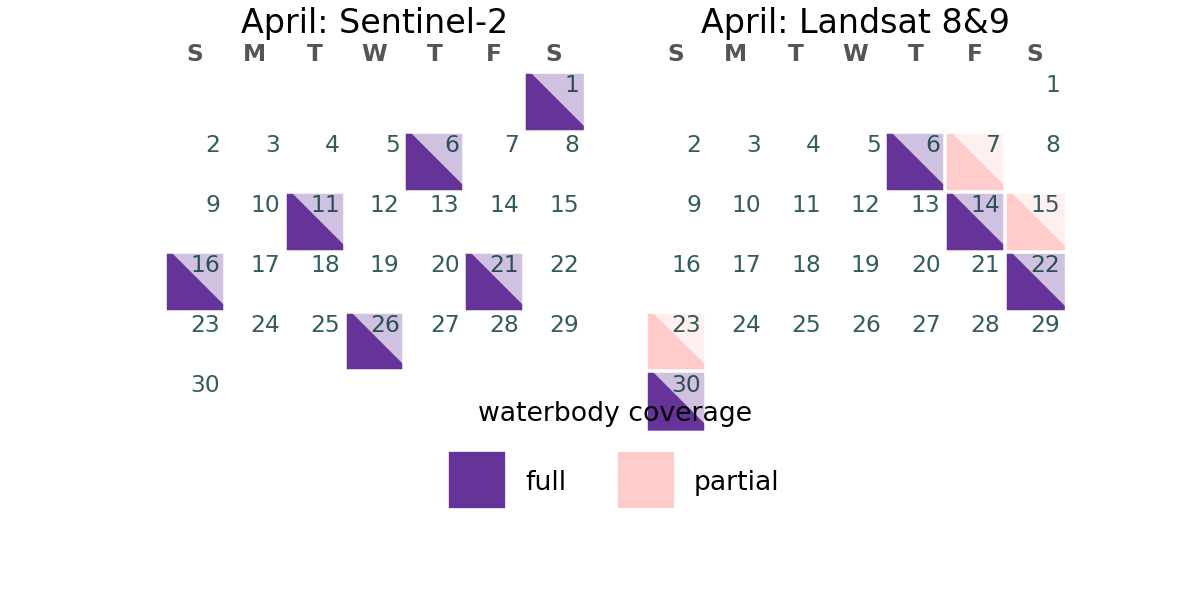 April: Sentinel-2
S M T W T F S
1
2 3 4 5 6 7 8
9 10 11 12 13 14 15
16 17 18 19 20 21 22
23 24 25 26 27 28 29
30
April: Landsat 8&9
S M T W T F S
1
2 3 4 5 6 7 8
9 10 11 12 13 14 15
16 17 18 19 20 21 22
23 24 25 26 27 28 29
30
waterbody coverage
full
partial